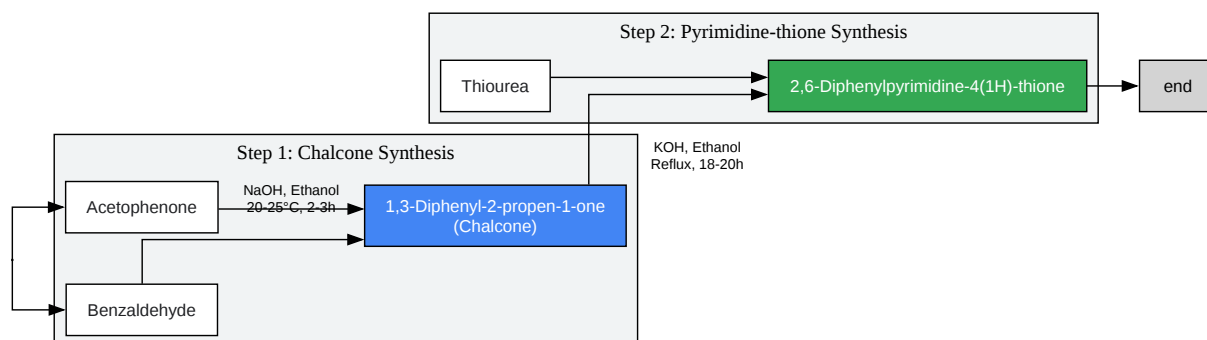 Step 2: Pyrimidine-thione Synthesis
Thiourea
2,6-Diphenylpyrimidine-4(1H)-thione
end
KOH, Ethanol
Reflux, 18-20h
Step 1: Chalcone Synthesis
Acetophenone
NaOH, Ethanol
20-25°C, 2-3h
1,3-Diphenyl-2-propen-1-one
(Chalcone)
Benzaldehyde